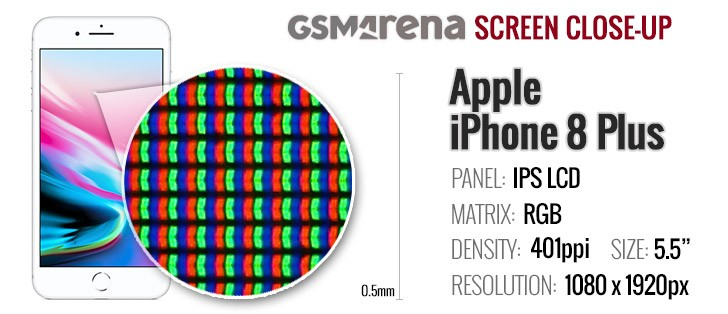 GSMArena SCREEN CLOSE-UP
Apple
iPhone 8 Plus
PANEL: IPS LCD
MATRIX: RGB
DENSITY: 401ppi SIZE: 5.5”
RESOLUTION: 1080 x 1920px
0.5mm